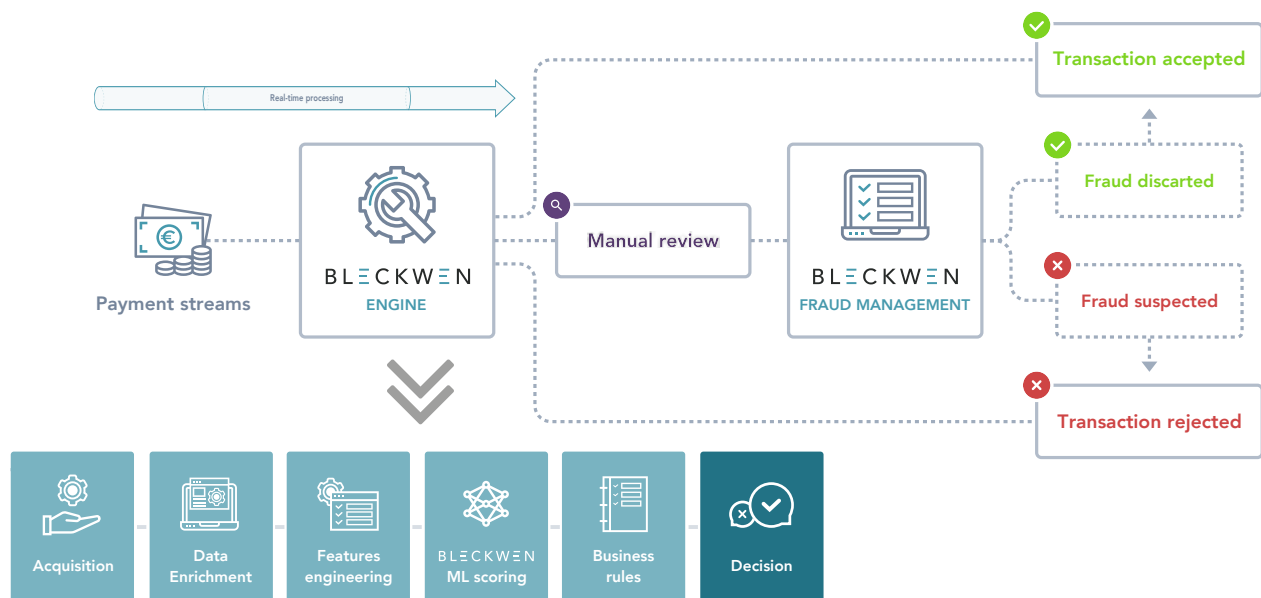 Transaction accepted
Real-time processing
Fraud discarted
Manual review
BLECKWEN
ENGINE
BLECKWEN
FRAUD MANAGEMENT
Payment streams
Fraud suspected
Transaction rejected
Acquisition
Data
Enrichment
Features
engineering
BLECKWEN
ML scoring
Business
rules
Decision